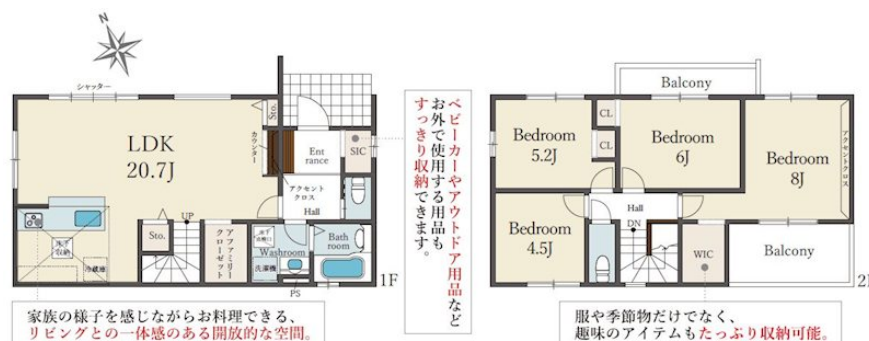 N
シャッター
LDK
20.7J
Sto.
カウンター
Ent
rance
SIC
アクセント
クロス
Hall
UP
Sto.
ファミリー
クローゼット
床下
収納
冷蔵庫
Washroom
洗濯機
Bath
room
PS
1F
家族の様子を感じながらお料理できる、
リビングとの一体感のある開放的な空間。
ベビーカーやアウトドア用品など
お外で使用する用品も
すっきり収納できます。
Balcony
Bedroom
5.2J
CL
CL
Bedroom
6J
Bedroom
8J
アクセントクロス
Bedroom
4.5J
Hall
DN
WIC
Balcony
2F
服や季節物だけでなく、
趣味のアイテムもたっぷり収納可能。